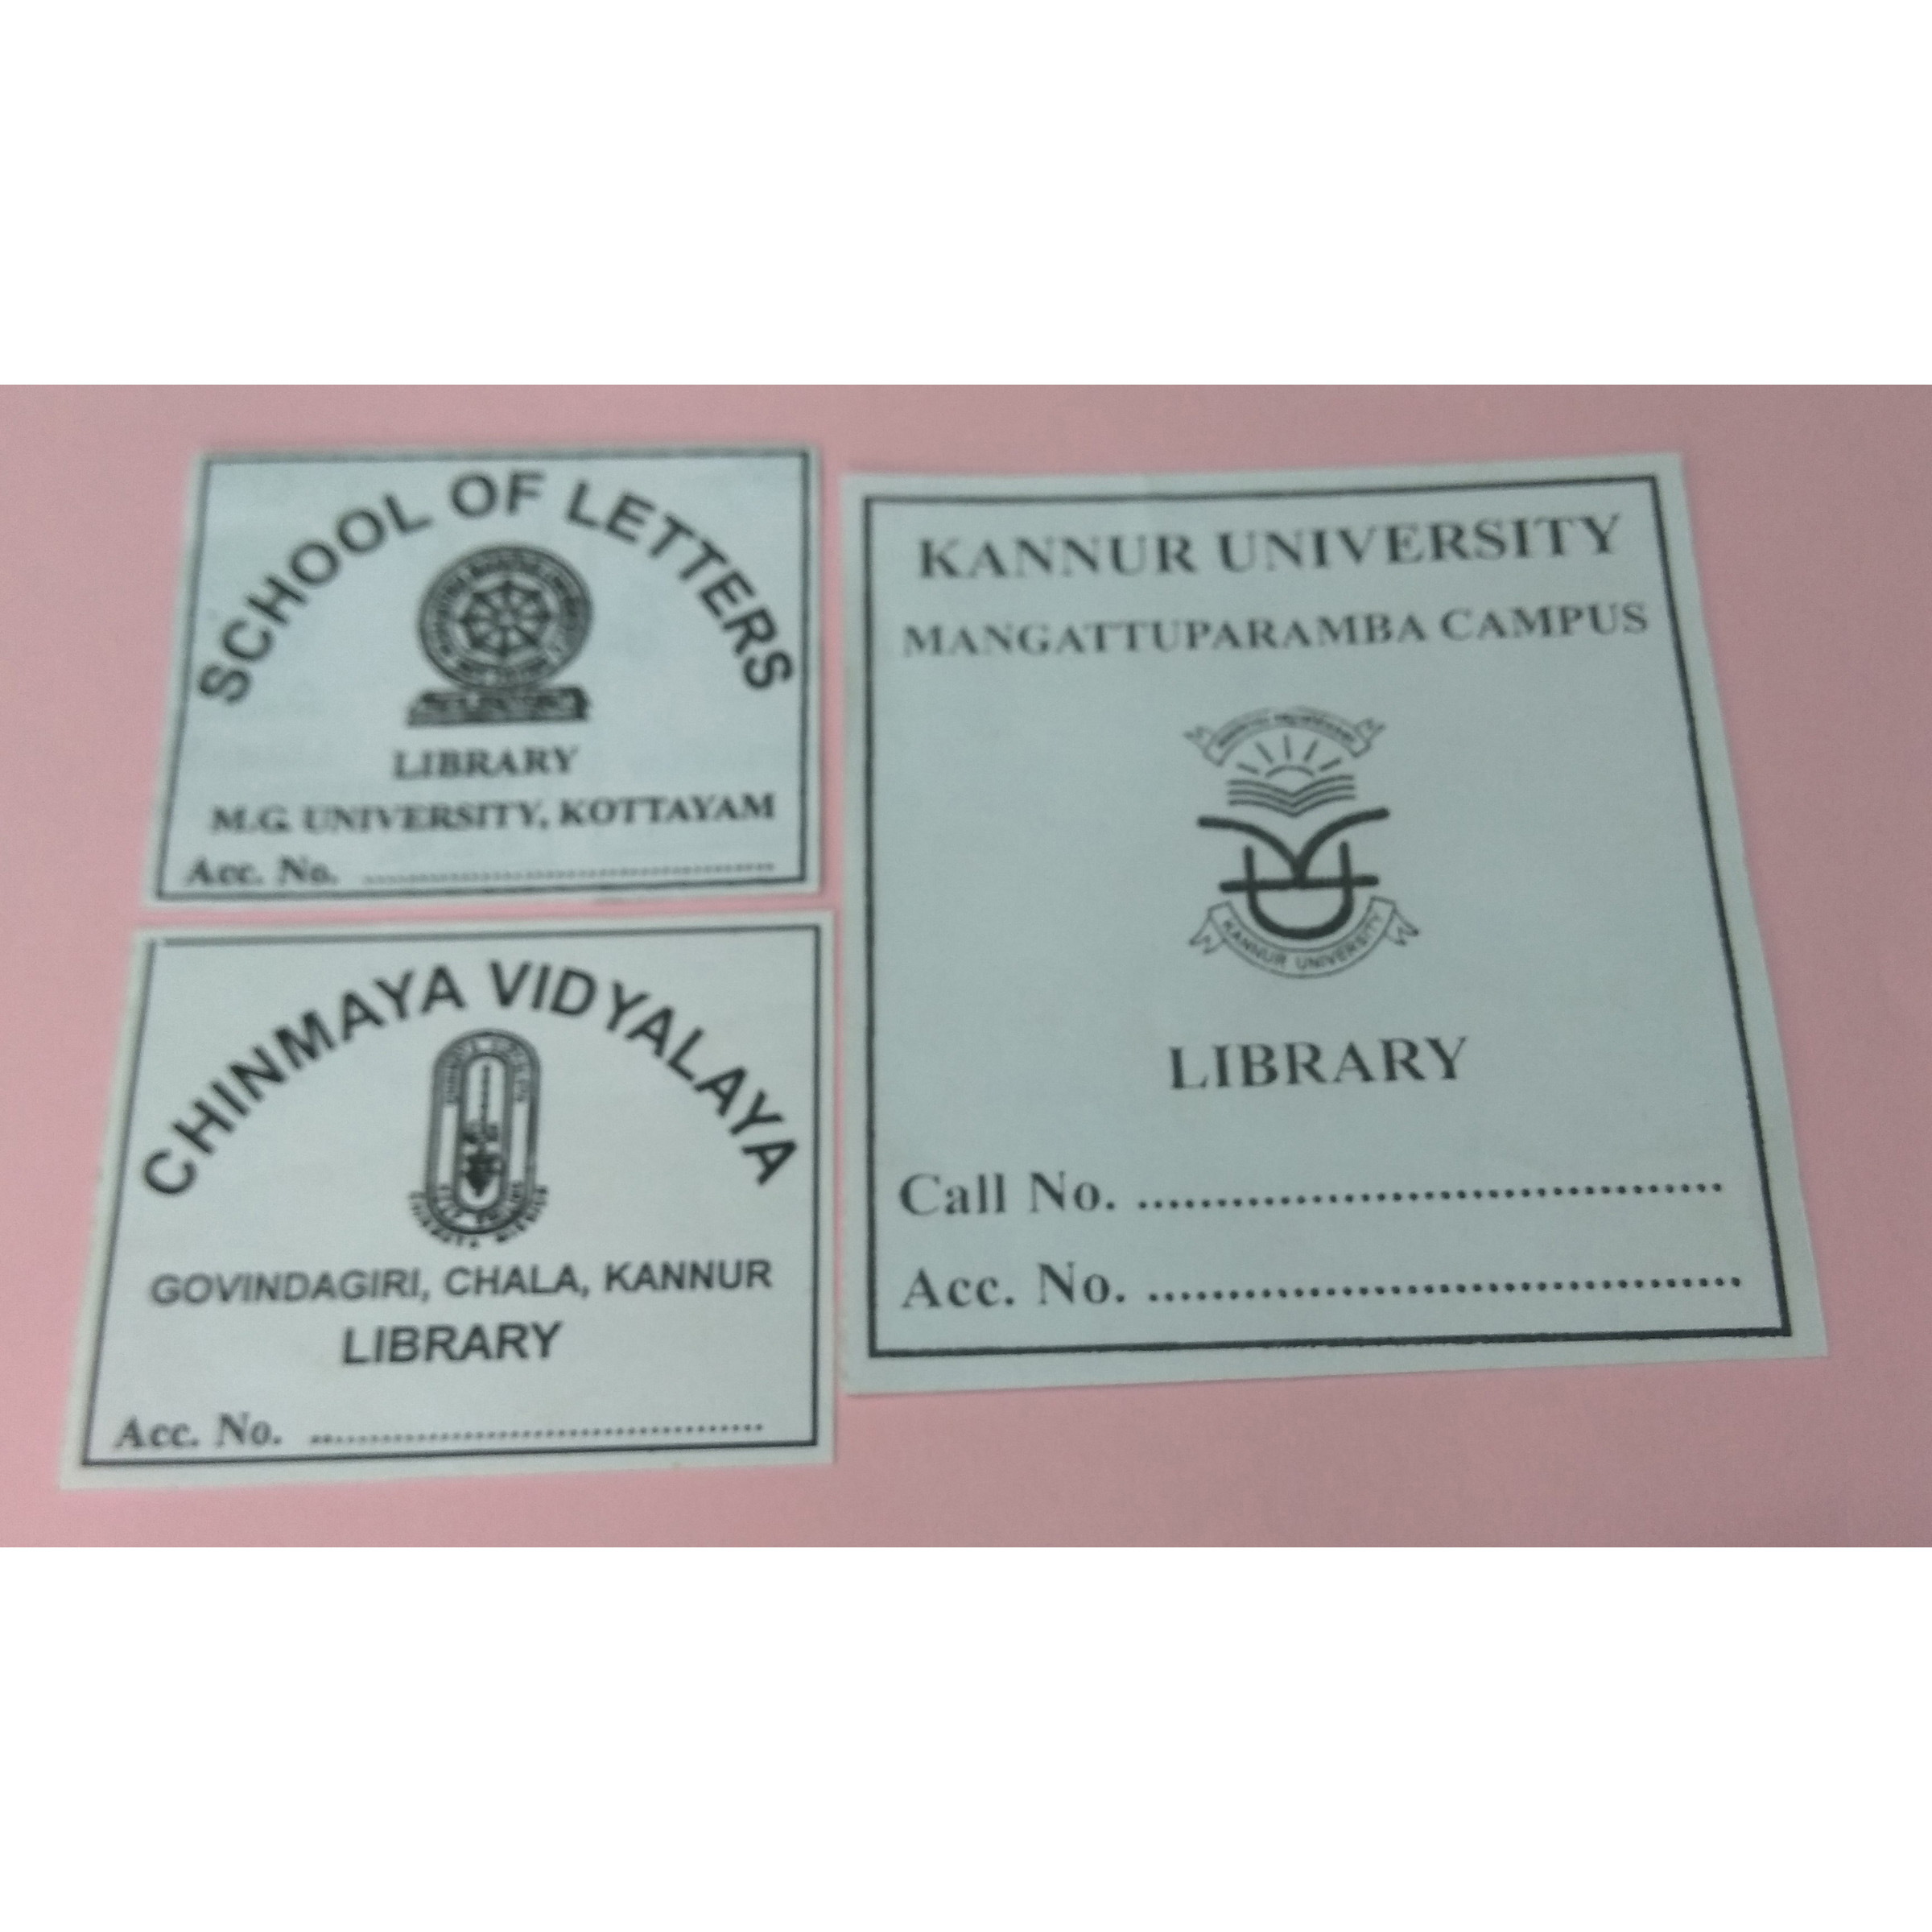 SCHOOL OF LETTERS
LIBRARY
M.G. UNIVERSITY, KOTTAYAM
Acc. No. ........................................
CHINMAYA VIDYALAYA
GOVINDAGIRI, CHALA, KANNUR
LIBRARY
Acc. No. ........................................
KANNUR UNIVERSITY
MANGATTUPARAMBA CAMPUS
KANNUR UNIVERSITY
LIBRARY
Call No. ........................................
Acc. No. ........................................